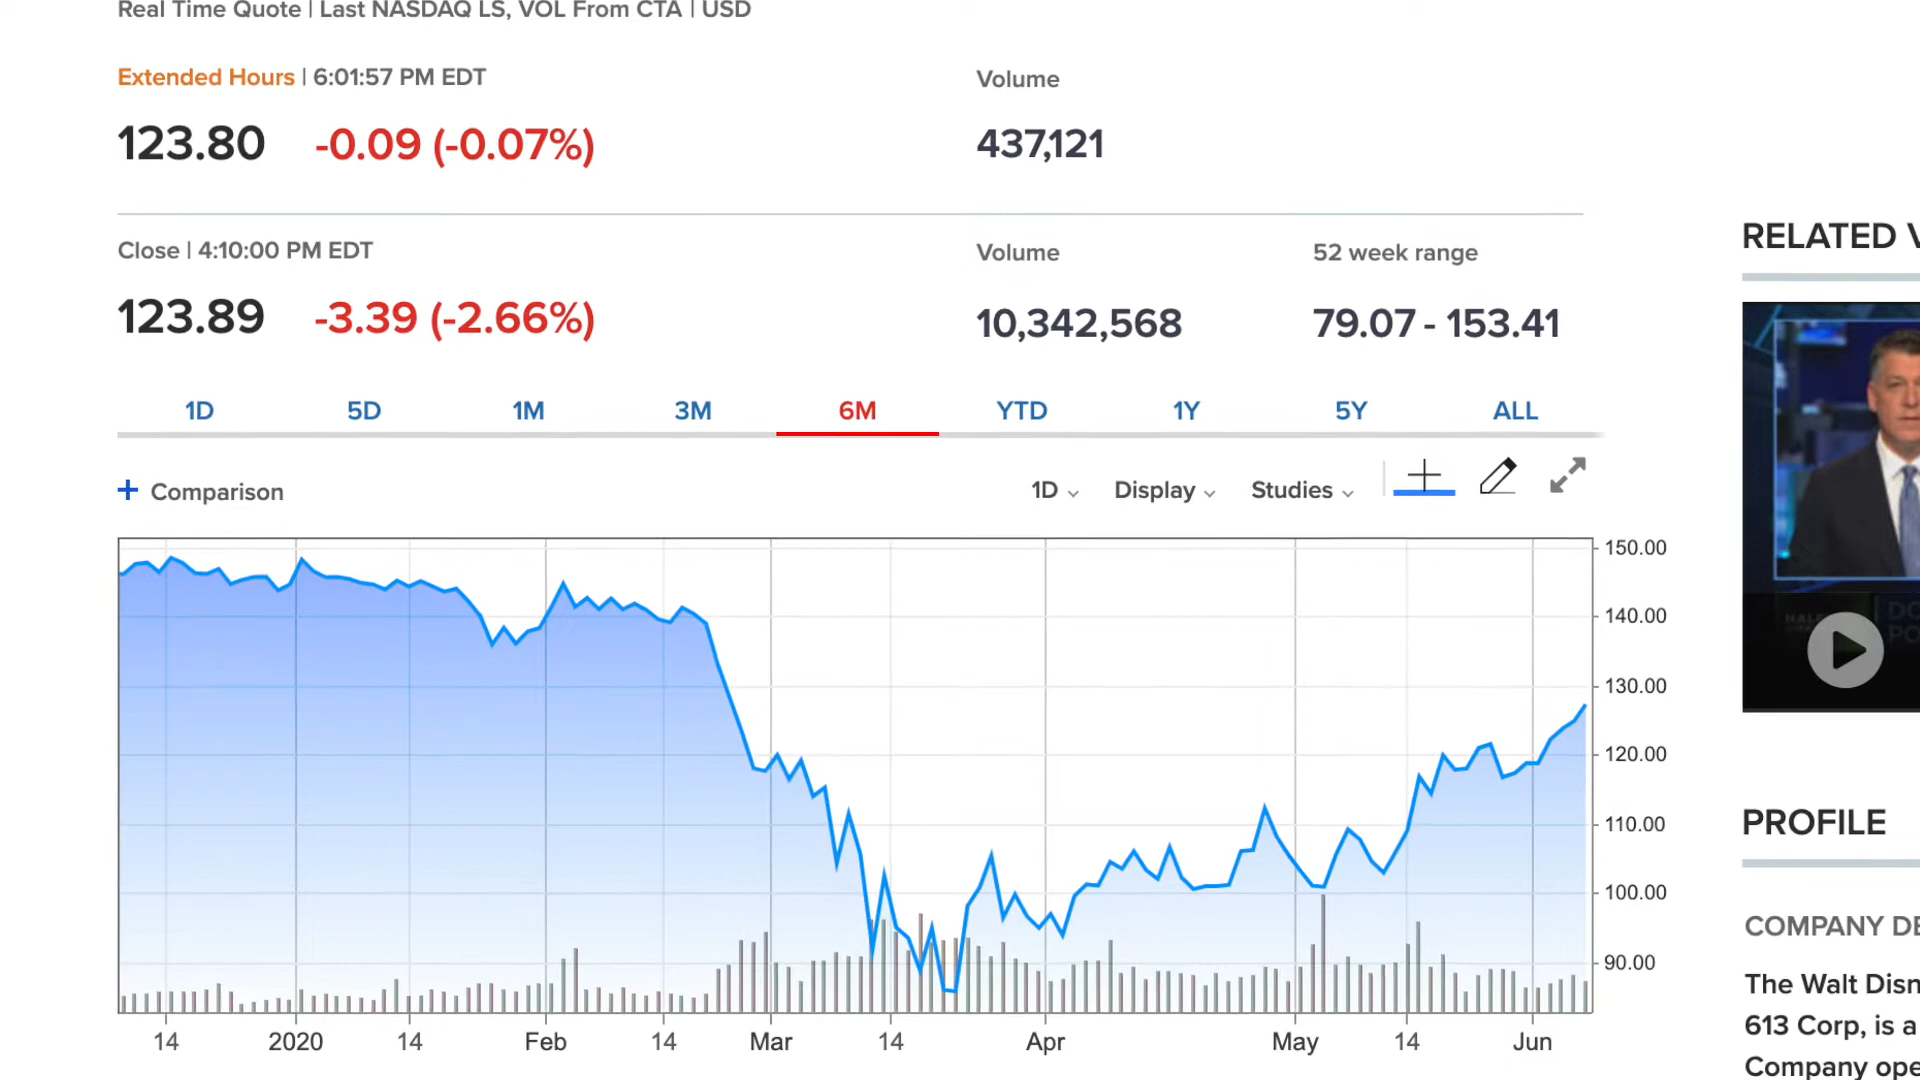 Real Time Quote | Last NASDAQ LS, VOL From CTA | USD
Extended Hours | 6:01:57 PM EDT
Volume
123.80 -0.09 (-0.07%)
437,121
Close | 4:10:00 PM EDT
Volume
52 week range
123.89 -3.39 (-2.66%)
10,342,568
79.07 - 153.41
1D 5D 1M 3M 6M YTD 1Y 5Y ALL
+ Comparison
1D Display Studies
150.00
140.00
130.00
120.00
110.00
100.00
90.00
14 2020 14 Feb 14 Mar 14 Apr May 14 Jun
RELATED V
PROFILE
COMPANY DE
The Walt Disn
613 Corp, is a
Company ope